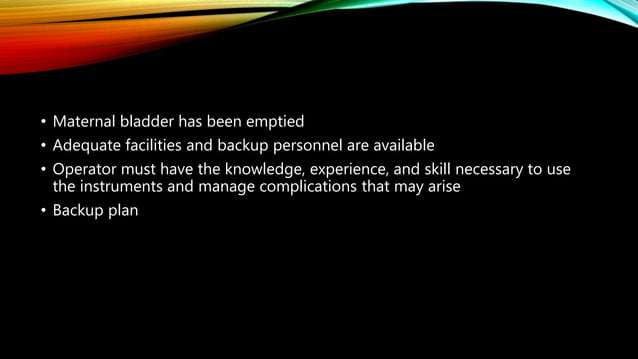 • Maternal bladder has been emptied
• Adequate facilities and backup personnel are available
• Operator must have the knowledge, experience, and skill necessary to use
the instruments and manage complications that may arise
• Backup plan